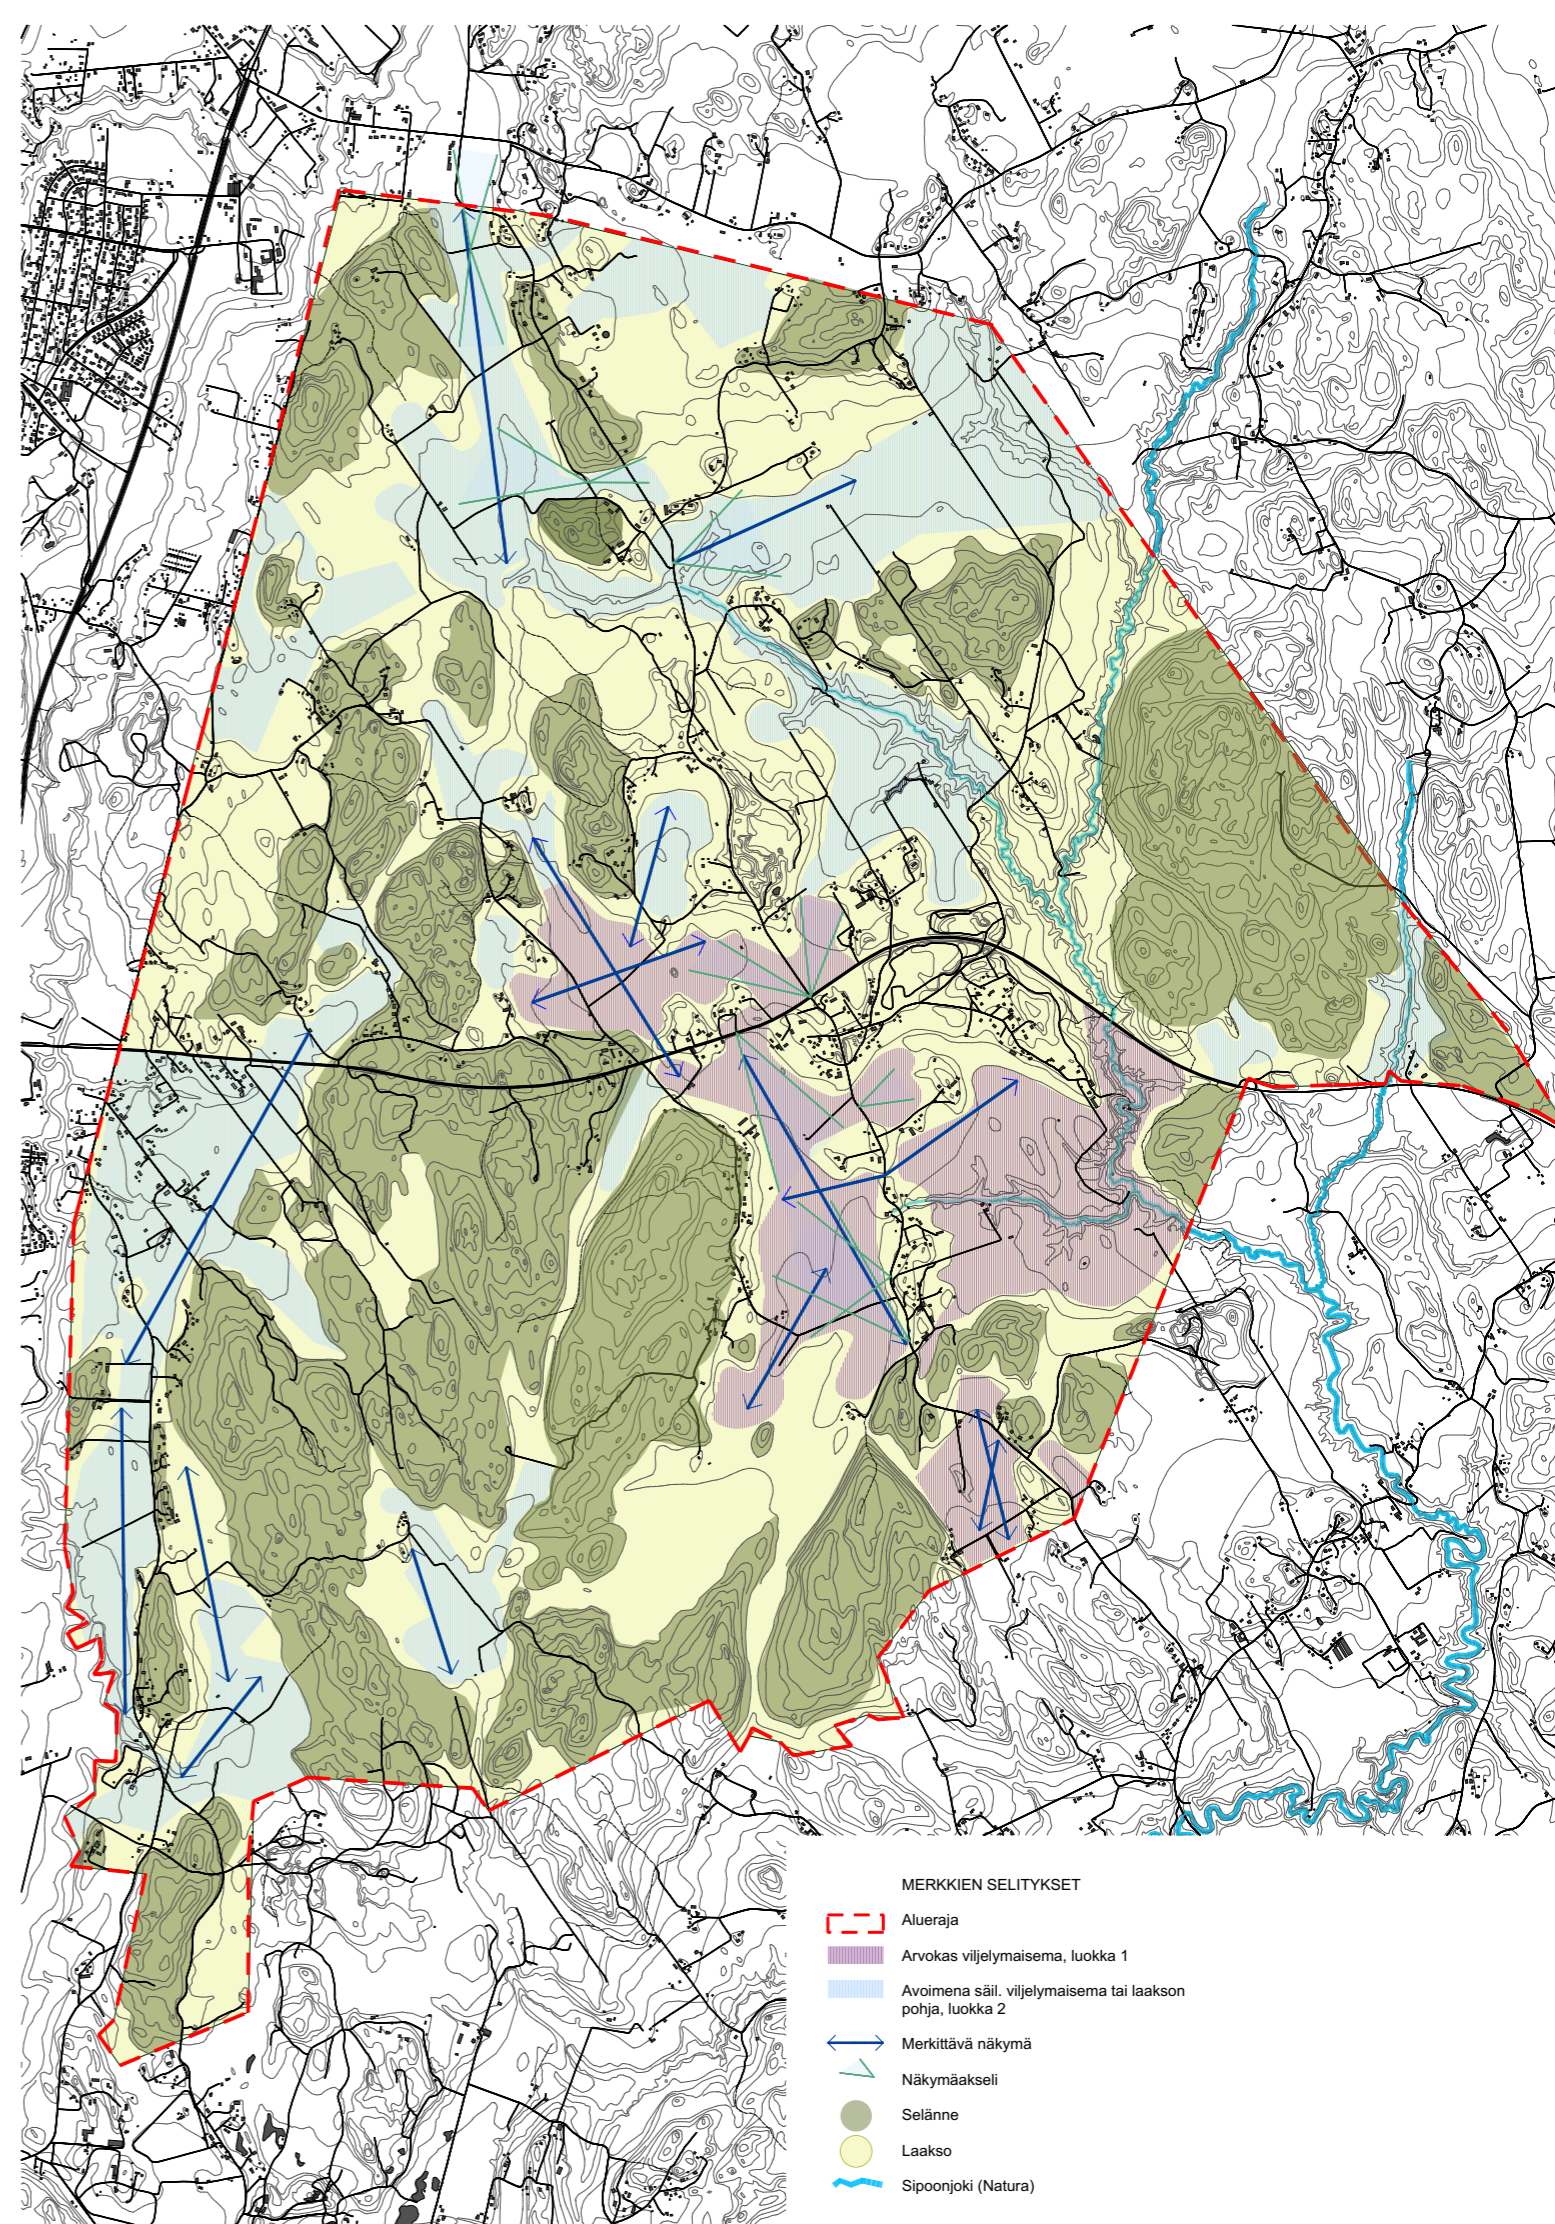 MERKKIEN SELITYKSET
Alueraja
Arvokas viljelymaisema, luokka 1
Avoimena säil. viljelymaisema tai laakson
pohja, luokka 2
Merkittävä näkymä
Näkymäakseli
Selänne
Laakso
Sipoonjoki (Natura)